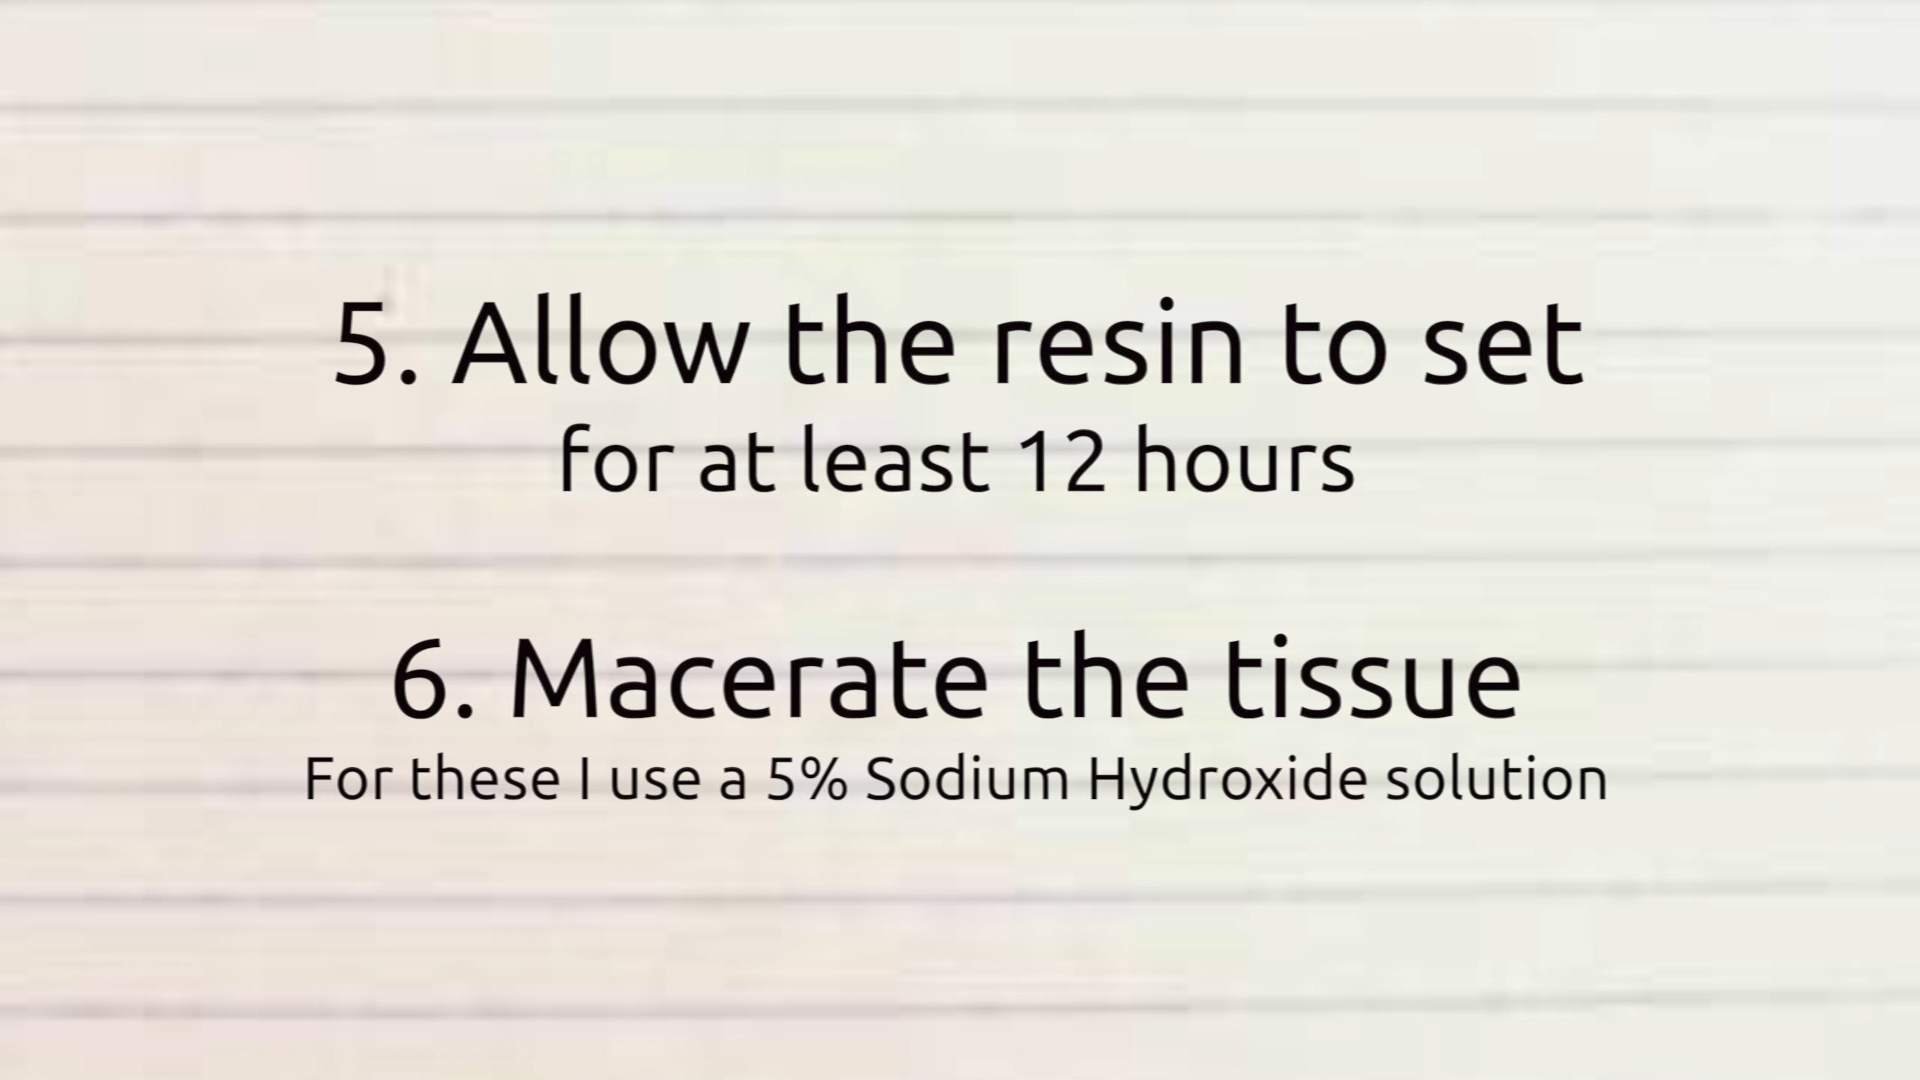 5. Allow the resin to set
for at least 12 hours
6. Macerate the tissue
For these I use a 5% Sodium Hydroxide solution